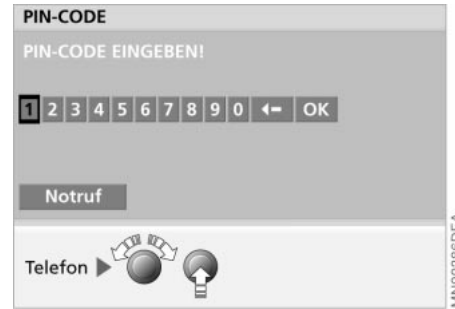 PIN-CODE
PIN-CODE EINGEBEN!
1 2 3 4 5 6 7 8 9 0 OK
Notruf
Telefon